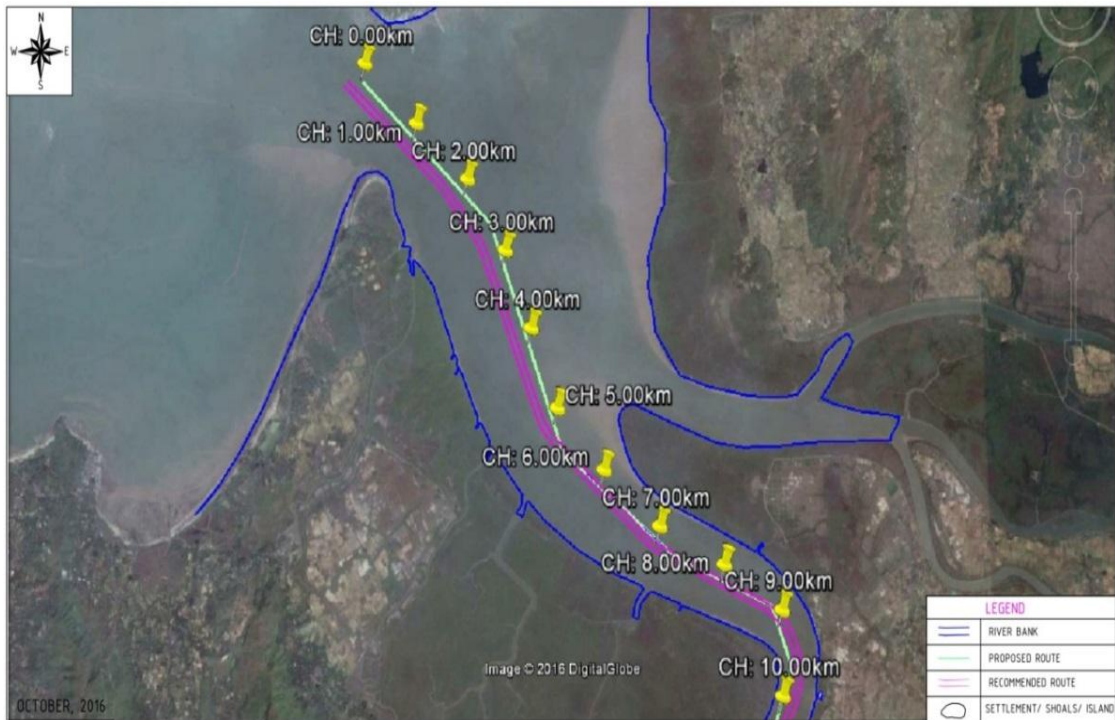 N
W E
S
CH: 0.00km
CH: 1.00km
CH: 2.00km
CH: 3.00km
CH: 4.00km
CH: 5.00km
CH: 6.00km
CH: 7.00km
CH: 8.00km
CH: 9.00km
CH: 10.00km
Image © 2016 DigitalGlobe
OCTOBER, 2016
LEGEND
RIVER BANK
PROPOSED ROUTE
RECOMMENDED ROUTE
SETTLEMENT/ SHOALS/ ISLAND